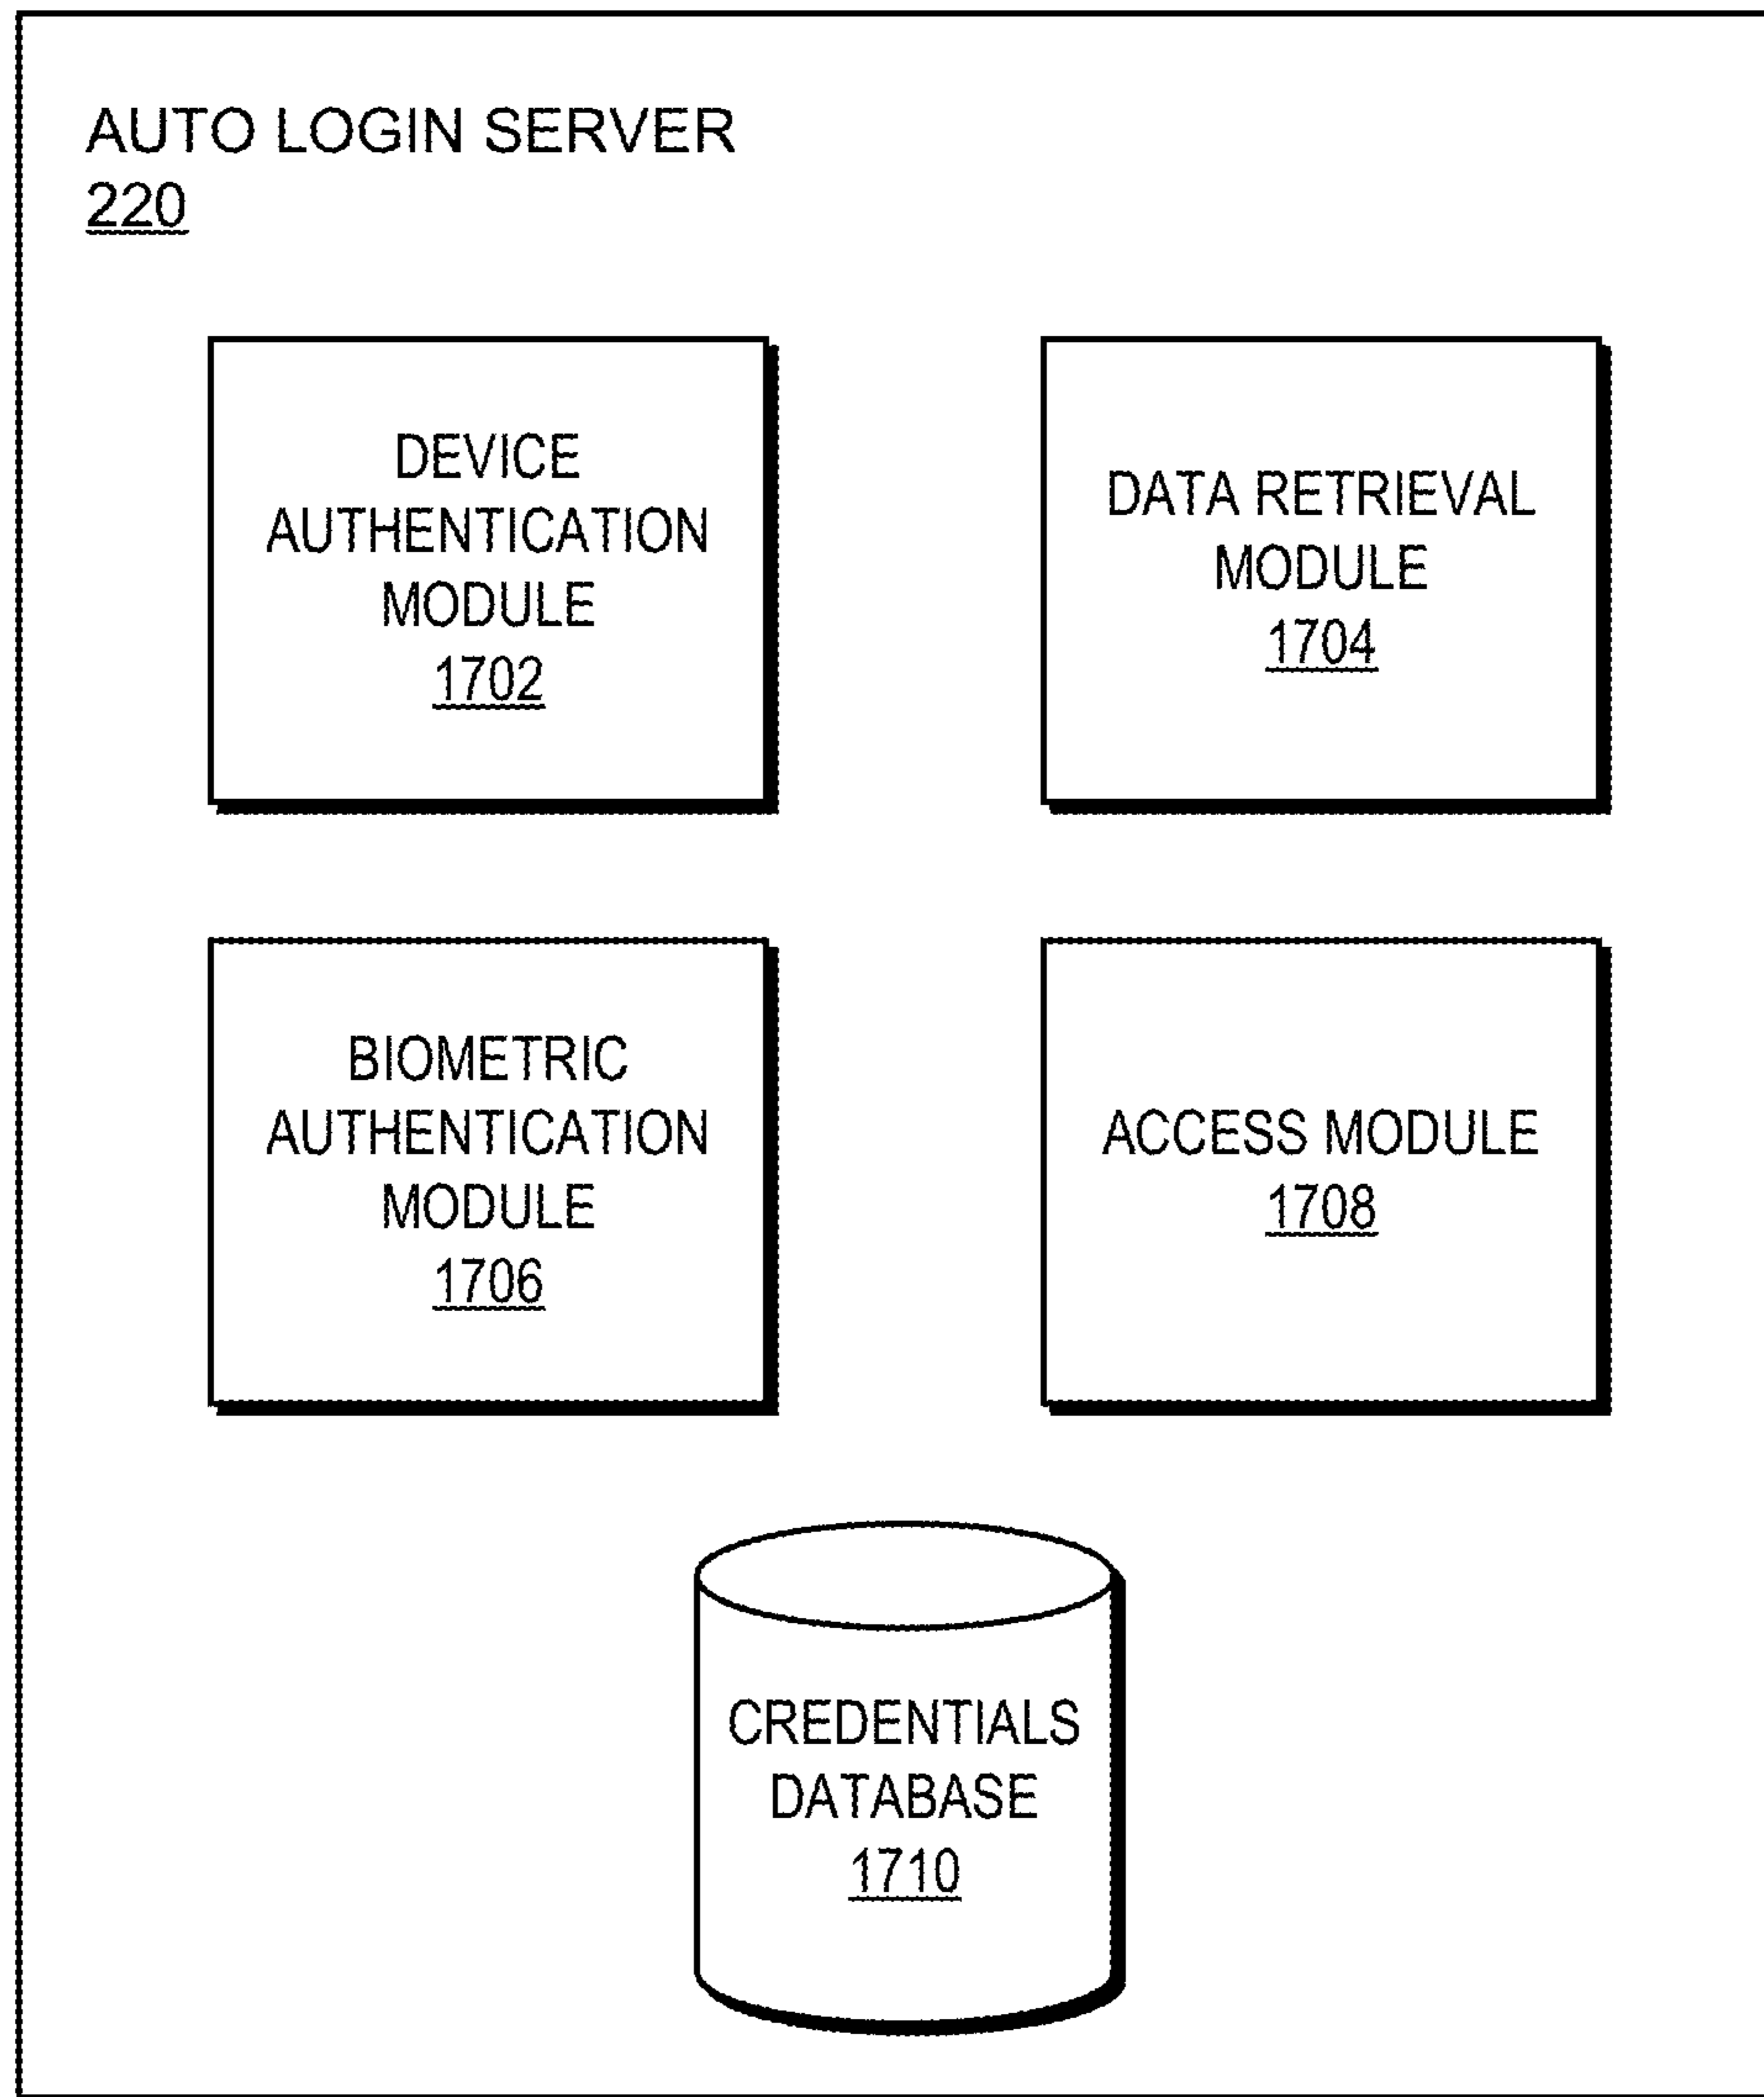 AUTO LOGIN SERVER
220
DEVICE
AUTHENTICATION
MODULE
1702
DATA RETRIEVAL
MODULE
1704
BIOMETRIC
AUTHENTICATION
MODULE
1706
ACCESS MODULE
1708
CREDENTIALS
DATABASE
1710